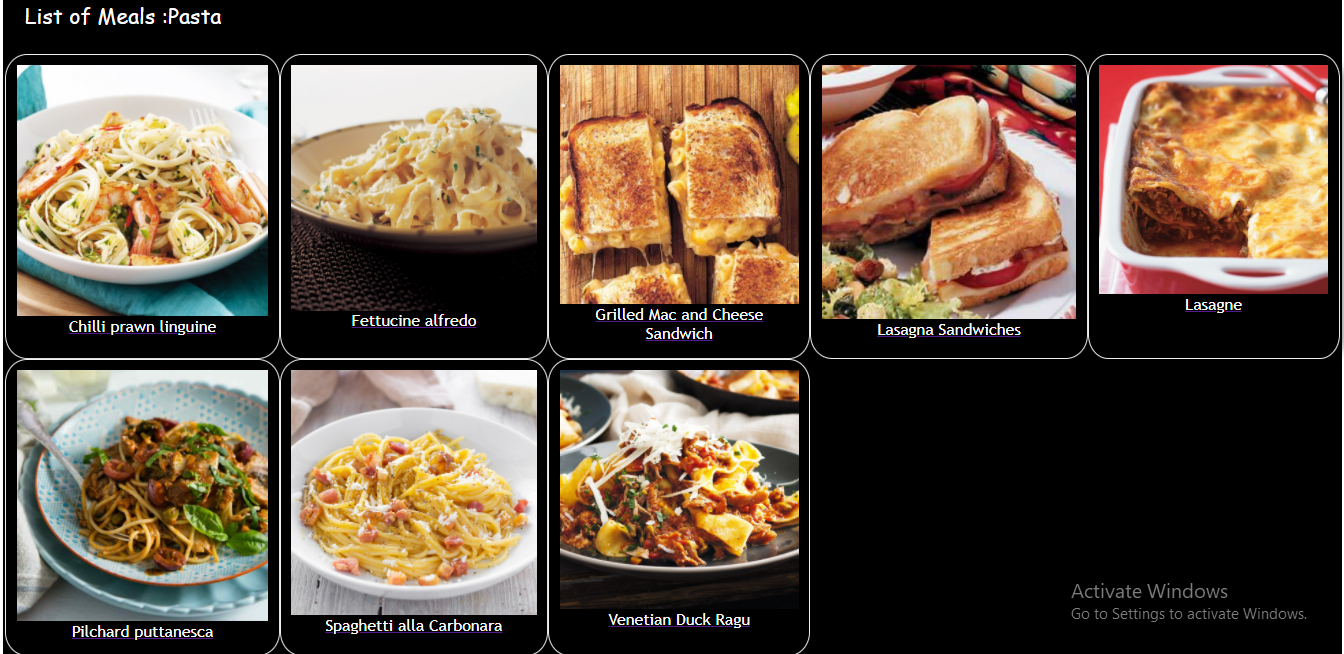 List of Meals :Pasta
Chilli prawn linguine
Fettucine alfredo
Grilled Mac and Cheese
Sandwich
Lasagna Sandwiches
Lasagne
Pilchard puttanesca
Spaghetti alla Carbonara
Venetian Duck Ragu
Activate Windows
Go to Settings to activate Windows.